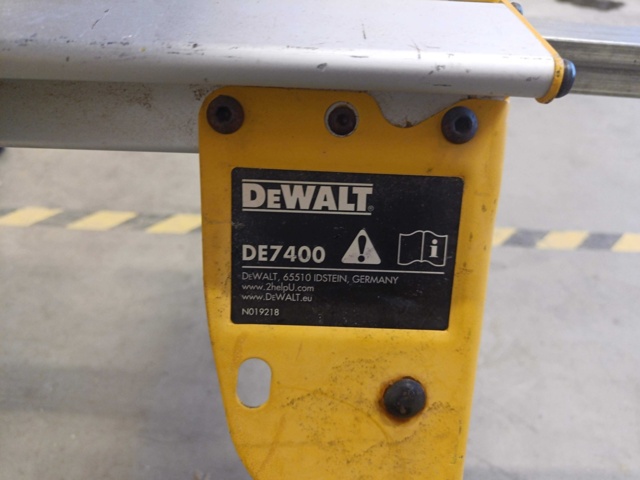 DEWALT®
DE7400
DEWALT, 65510 IDSTEIN, GERMANY
www.2helpU.com
www.DEWALT.eu
N019218